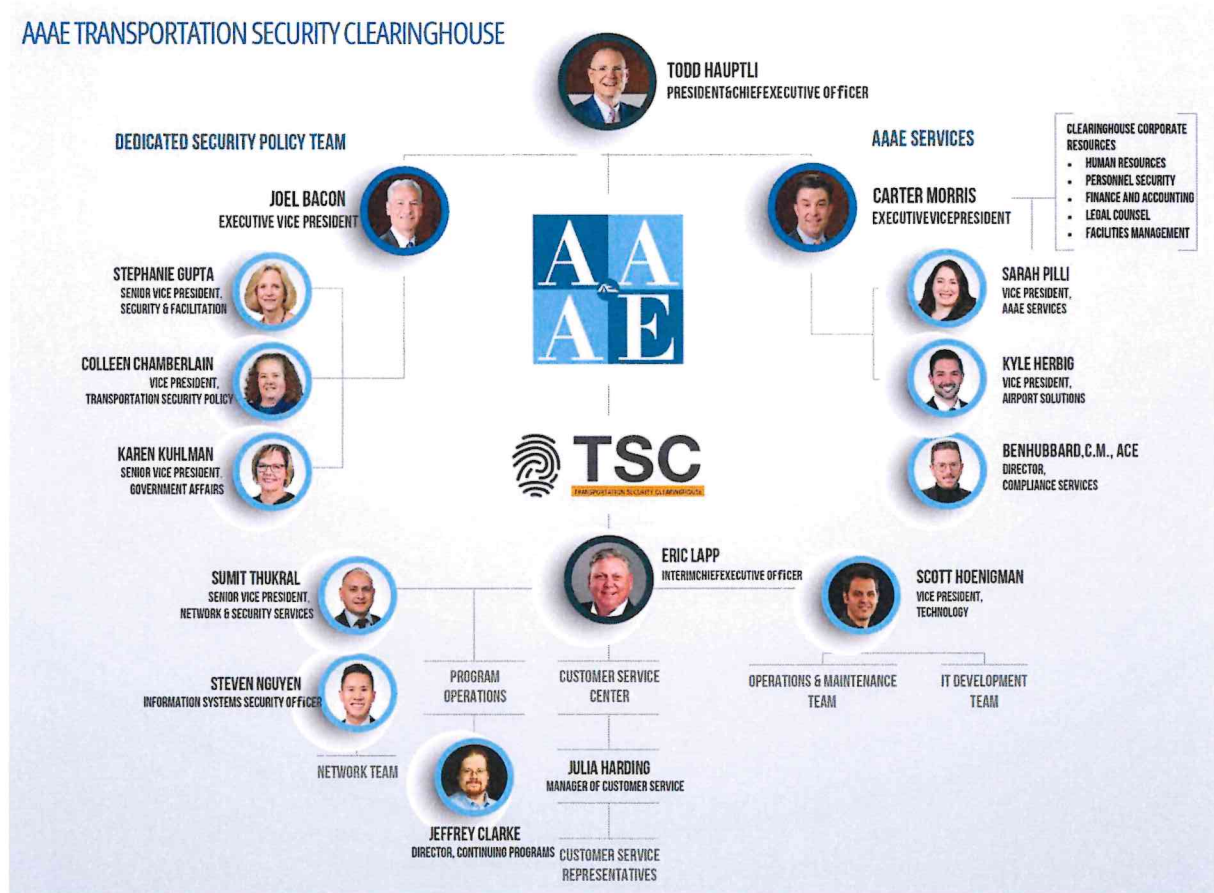 AAAE TRANSPORTATION SECURITY CLEARINGHOUSE
TODD HAUPTLI
PRESIDENT&CHIEFEXECUTIVE OFfiCER
DEDICATED SECURITY POLICY TEAM
JOEL BACON
EXECUTIVE VICE PRESIDENT
STEPHANIE GUPTA
SENIOR VICE PRESIDENT,
SECURITY & FACILITATION
COLLEEN CHAMBERLAIN
VICE PRESIDENT,
TRANSPORTATION SECURITY POLICY
KAREN KUHLMAN
SENIOR VICE PRESIDENT,
GOVERNMENT AFFAIRS
AAAE SERVICES
CARTER MORRIS
EXECUTIVEVICEPRESIDENT
CLEARINGHOUSE CORPORATE
RESOURCES
• HUMAN RESOURCES
• PERSONNEL SECURITY
• FINANCE AND ACCOUNTING
• LEGAL COUNSEL
• FACILITIES MANAGEMENT
SARAH PILLI
VICE PRESIDENT,
AAAE SERVICES
KYLE HERBIG
VICE PRESIDENT,
AIRPORT SOLUTIONS
BENHUBBARD,C.M., ACE
DIRECTOR,
COMPLIANCE SERVICES
A A
A E
TSC
TRANSPORTATION SECURITY CLEARINGHOUSE
ERIC LAPP
INTERIMCHIEFEXECUTIVE OFfiCER
SUMIT THUKRAL
SENIOR VICE PRESIDENT,
NETWORK & SECURITY SERVICES
STEVEN NGUYEN
INFORMATION SYSTEMS SECURITY OFfiCER
NETWORK TEAM
PROGRAM
OPERATIONS
JEFFREY CLARKE
DIRECTOR, CONTINUING PROGRAMS
CUSTOMER SERVICE
CENTER
JULIA HARDING
MANAGER OF CUSTOMER SERVICE
CUSTOMER SERVICE
REPRESENTATIVES
SCOTT HOENIGMAN
VICE PRESIDENT,
TECHNOLOGY
OPERATIONS & MAINTENANCE
TEAM
IT DEVELOPMENT
TEAM